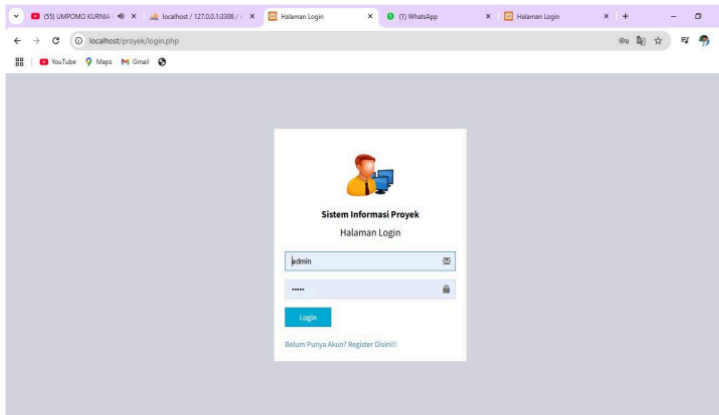 (55) UMPOMO KURNIA
localhost / 127.0.0.1:3306 /
Halaman Login
(1) WhatsApp
Halaman Login
localhost/proyek/login.php
YouTube
Maps
Gmail
Sistem Informasi Proyek
Halaman Login
admin
Login
Belum Punya Akun? Register Disini!!